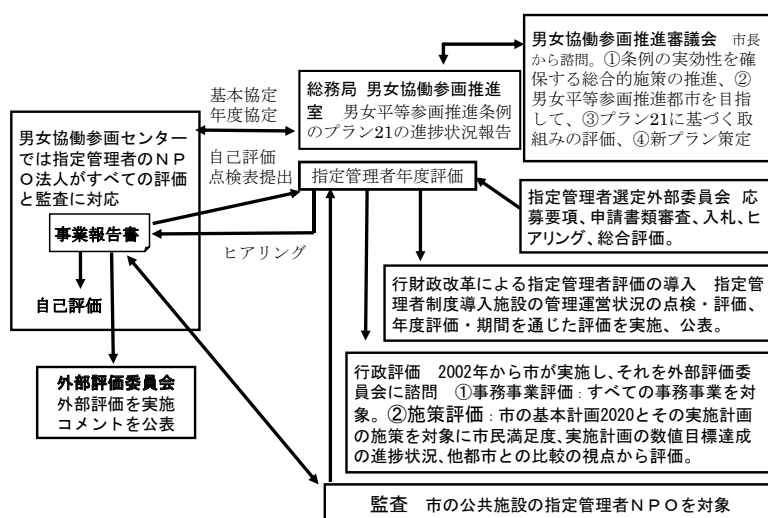 男女協働参画推進審議会　市長
から諮問。①条例の実効性を確
保する総合的施策の推進、②
男女平等参画推進都市を目指
して、③プラン21に基づく取
組みの評価、④新プラン策定
総務局 男女協働参画推進
室　男女平等参画推進条例
のプラン21の進捗状況報告
基本協定
年度協定
男女協働参画センター
では指定管理者のＮＰ
Ｏ法人がすべての評価
と監査に対応
事業報告書
自己評価
自己評価
点検表提出
指定管理者年度評価
ヒアリング
指定管理者選定外部委員会　応
募要項、申請書類審査、入札、ヒ
アリング、総合評価。
行財政改革による指定管理者評価の導入　指定管
理者制度導入施設の管理運営状況の点検・評価、
年度評価・期間を通じた評価を実施、公表。
外部評価委員会
外部評価を実施
コメントを公表
行政評価　2002年から市が実施し、それを外部評価委
員会に諮問　①事務事業評価：すべての事務事業を対
象。②施策評価：市の基本計画2020とその実施計画
の施策を対象に市民満足度、実施計画の数値目標達成
の進捗状況、他都市との比較の視点から評価。
監査　市の公共施設の指定管理者ＮＰＯを対象